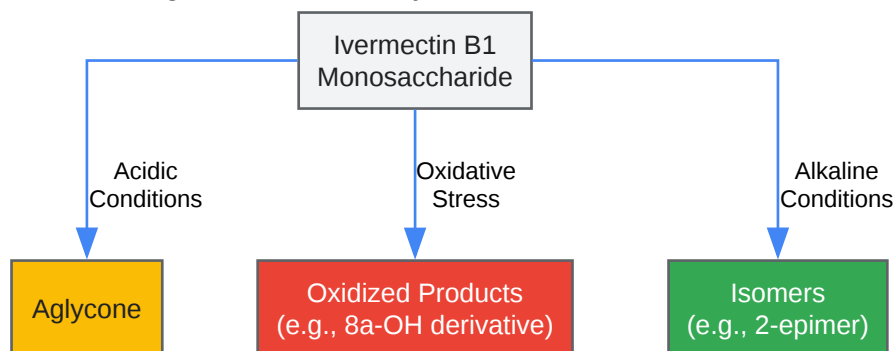 Ivermectin B1
Monosaccharide
Acidic
Conditions
Oxidative
Stress
Alkaline
Conditions
Aglycone
Oxidized Products
(e.g., 8a-OH derivative)
Isomers
(e.g., 2-epimer)